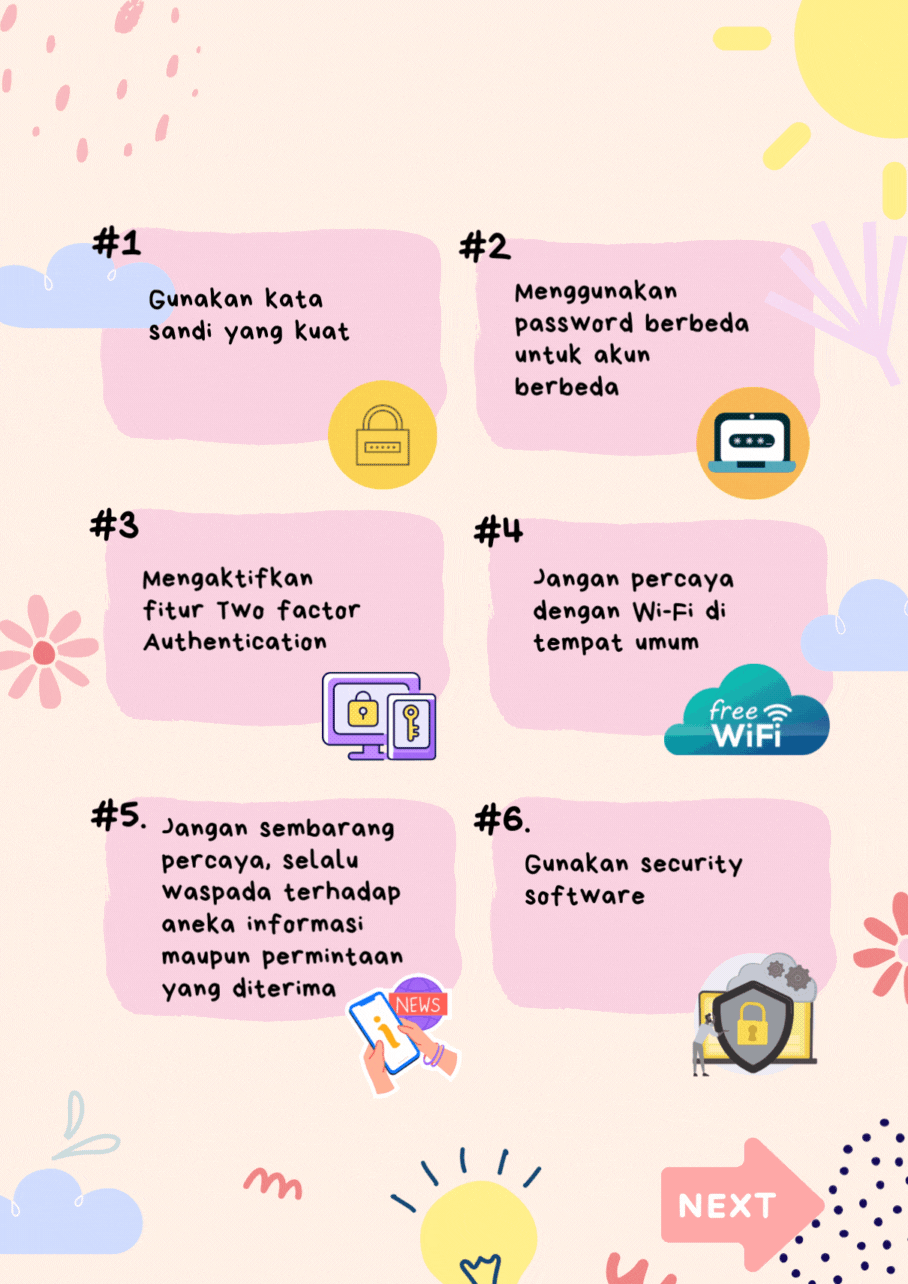 #1
Gunakan kata
sandi yang kuat
#2
Menggunakan
password berbeda
untuk akun
berbeda
#3
Mengaktifkan
fitur Two factor
Authentication
#4
Jangan percaya
dengan Wi-Fi di
tempat umum
free
WiFi
#5.
Jangan sembarang
percaya, selalu
waspada terhadap
aneka informasi
maupun permintaan
yang diterima
NEWS
i
#6.
Gunakan security
software
NEXT